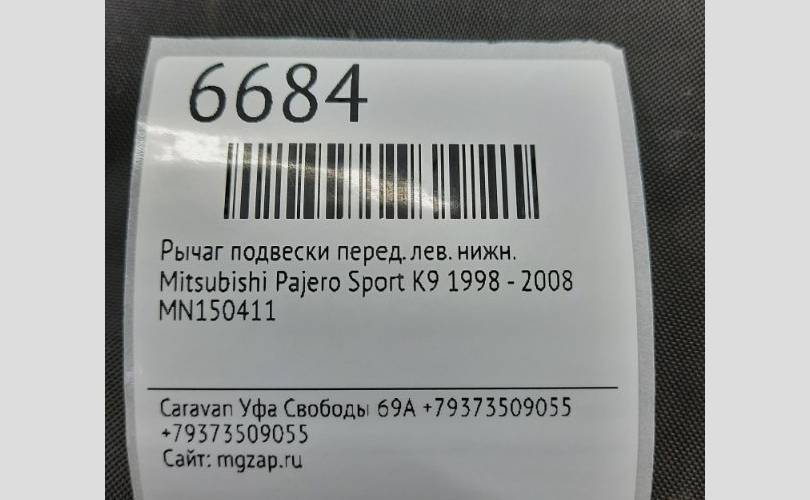 6684
Рычаг подвески перед. лев. нижн.
Mitsubishi Pajero Sport K9 1998 - 2008
MN150411
Caravan Уфа Свободы 69А +79373509055
+79373509055
Сайт: mgzap.ru